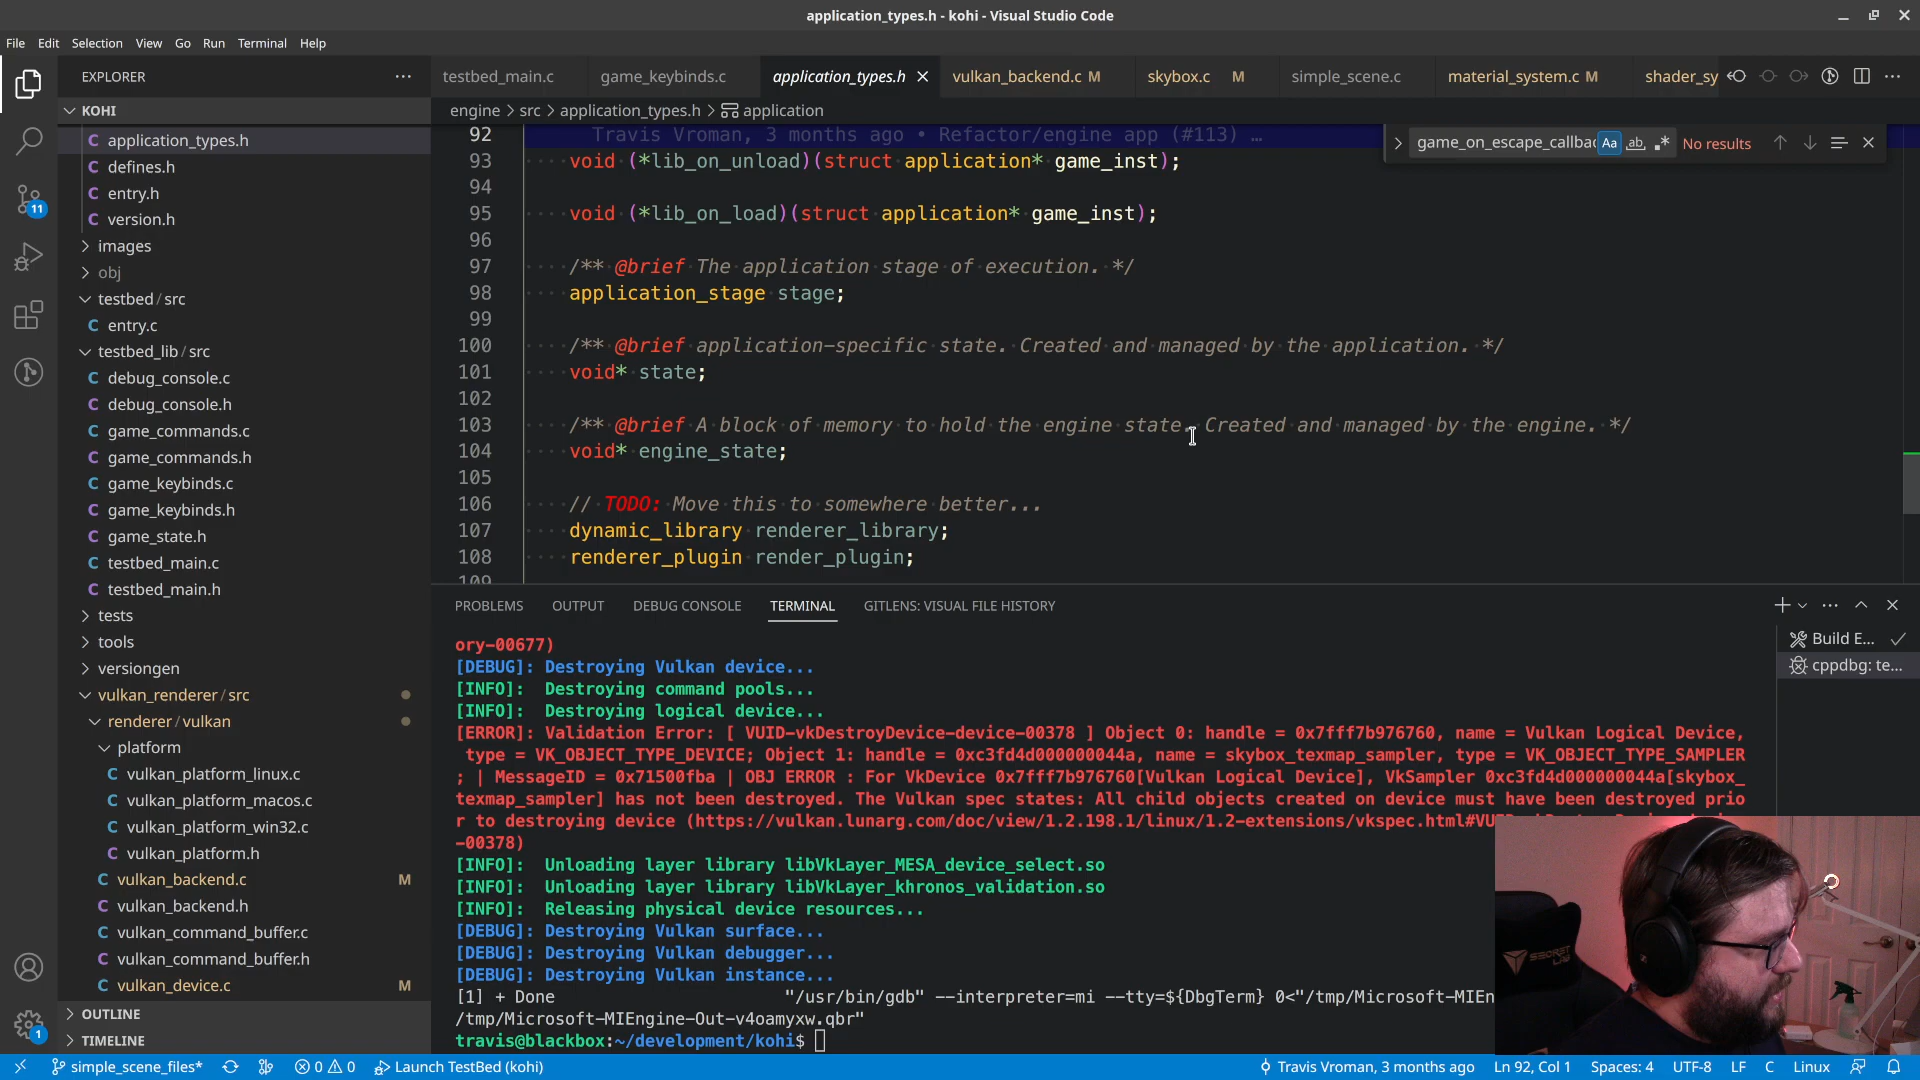 application_types.h - kohi - Visual Studio Code
File Edit Selection View Go Run Terminal Help
EXPLORER
testbed_main.c game_keybinds.c application_types.h vulkan_backend.c M skybox.c M simple_scene.c material_system.c M shader_sy
KOHI
engine > src > application_types.h > application
application_types.h
defines.h
entry.h
version.h
images
obj
testbed/src
entry.c
testbed_lib/src
debug_console.c
debug_console.h
game_commands.c
game_commands.h
game_keybinds.c
game_keybinds.h
game_state.h
testbed_main.c
testbed_main.h
tests
tools
versiongen
vulkan_renderer/src
renderer/vulkan
platform
vulkan_platform_linux.c
vulkan_platform_macos.c
vulkan_platform_win32.c
vulkan_platform.h
vulkan_backend.c M
vulkan_backend.h
vulkan_command_buffer.c
vulkan_command_buffer.h
vulkan_device.c M
OUTLINE
TIMELINE
11
1
game_on_escape_callbac Aa ab .* No results
92 Travis Vroman, 3 months ago • Refactor/engine app (#113) …
93 void (*lib_on_unload)(struct application* game_inst);
94
95 void (*lib_on_load)(struct application* game_inst);
96
97 /** @brief The application stage of execution. */
98 application_stage stage;
99
100 /** @brief application-specific state. Created and managed by the application. */
101 void* state;
102
103 /** @brief A block of memory to hold the engine state. Created and managed by the engine. */
104 void* engine_state;
105
106 // TODO: Move this to somewhere better...
107 dynamic_library renderer_library;
108 renderer_plugin render_plugin;
109
PROBLEMS OUTPUT DEBUG CONSOLE TERMINAL GITLENS: VISUAL FILE HISTORY
Build E...
cppdbg: te...
ory-00677)
[DEBUG]: Destroying Vulkan device...
[INFO]: Destroying command pools...
[INFO]: Destroying logical device...
[ERROR]: Validation Error: [ VUID-vkDestroyDevice-device-00378 ] Object 0: handle = 0x7fff7b976760, name = Vulkan Logical Device,
type = VK_OBJECT_TYPE_DEVICE; Object 1: handle = 0xc3fd4d000000044a, name = skybox_texmap_sampler, type = VK_OBJECT_TYPE_SAMPLER
; | MessageID = 0x71500fba | OBJ ERROR : For VkDevice 0x7fff7b976760[Vulkan Logical Device], VkSampler 0xc3fd4d000000044a[skybox_
texmap_sampler] has not been destroyed. The Vulkan spec states: All child objects created on device must have been destroyed prio
r to destroying device (https://vulkan.lunarg.com/doc/view/1.2.198.1/linux/1.2-extensions/vkspec.html#VU
-00378)
[INFO]: Unloading layer library libVkLayer_MESA_device_select.so
[INFO]: Unloading layer library libVkLayer_khronos_validation.so
[INFO]: Releasing physical device resources...
[DEBUG]: Destroying Vulkan surface...
[DEBUG]: Destroying Vulkan debugger...
[DEBUG]: Destroying Vulkan instance...
[1] + Done "/usr/bin/gdb" --interpreter=mi --tty=${DbgTerm} 0<"/tmp/Microsoft-MIEn
/tmp/Microsoft-MIEngine-Out-v4oamyxw.qbr"
travis@blackbox:~/development/kohi$
SECRET
LAB
simple_scene_files* 0 0 Launch TestBed (kohi) Travis Vroman, 3 months ago Ln 92, Col 1 Spaces: 4 UTF-8 LF C Linux